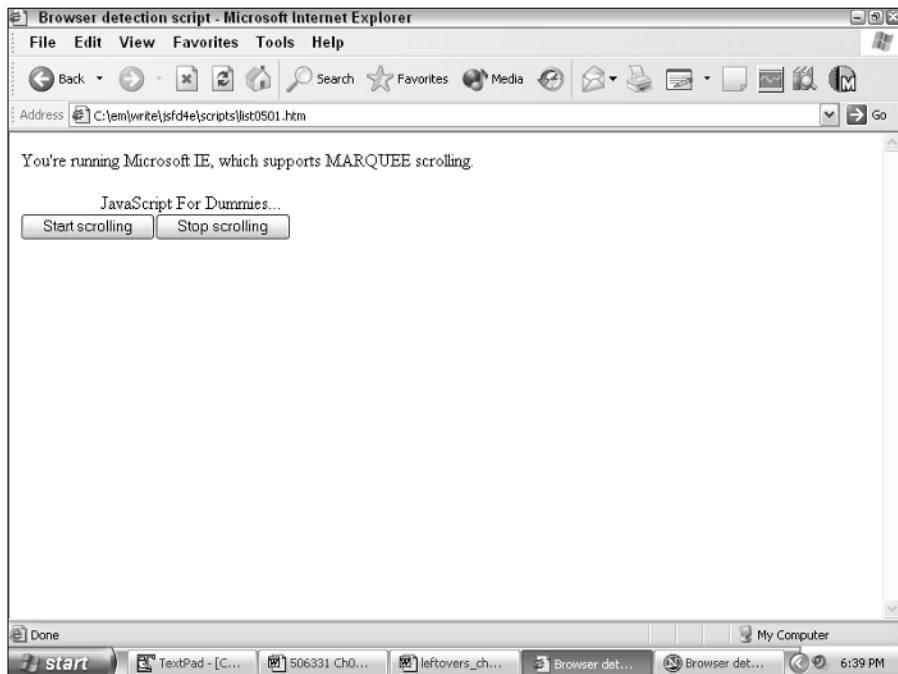 Browser detection script - Microsoft Internet Explorer
File Edit View Favorites Tools Help
Back Search Favorites Media
Address C:\em\write\jsfd4e\scripts\list0501.htm Go
You're running Microsoft IE, which supports MARQUEE scrolling.
JavaScript For Dummies...
Start scrolling Stop scrolling
Done My Computer
start TextPad - [C... 506331 Ch0... leftovers_ch... Browser det... Browser det... 6:39 PM